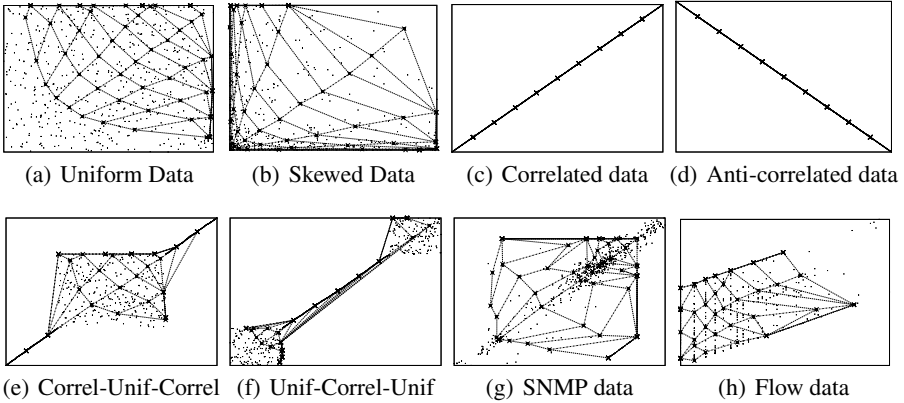 (a) Uniform Data
(b) Skewed Data
(c) Correlated data
(d) Anti-correlated data
(e) Correl-Unif-Correl
(f) Unif-Correl-Unif
(g) SNMP data
(h) Flow data